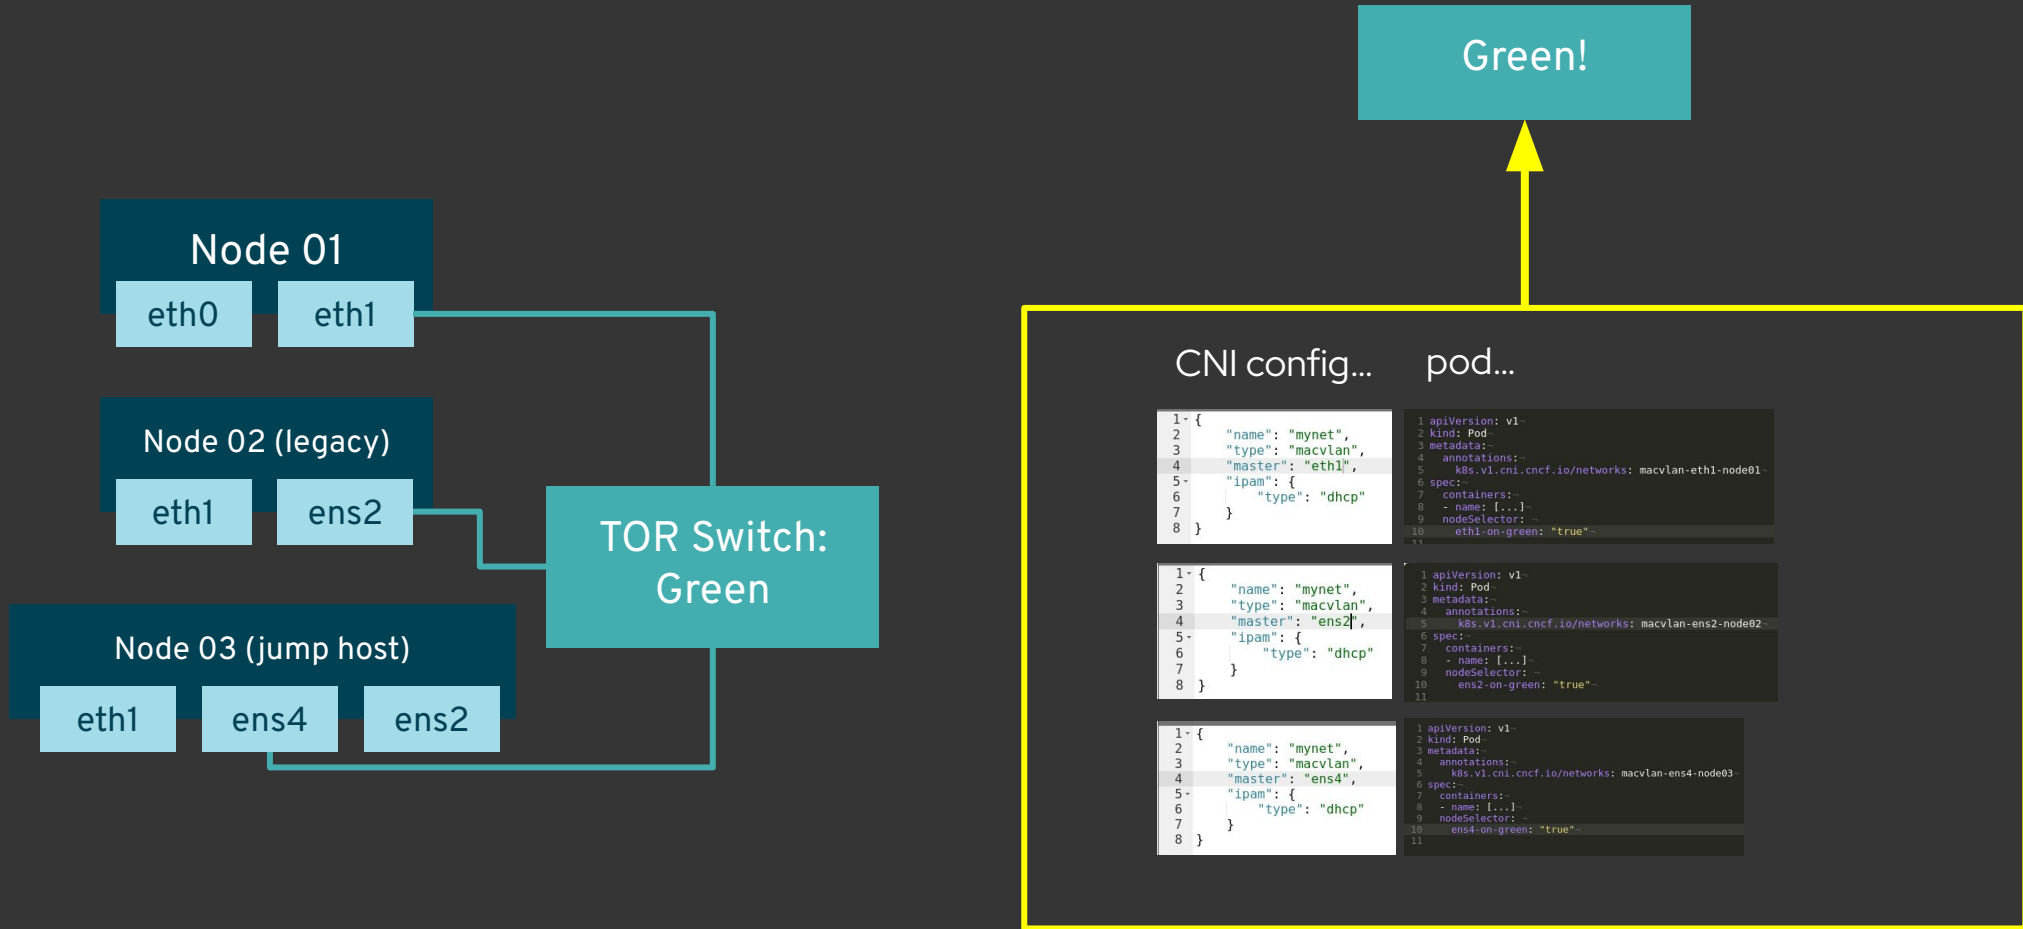 Green!
Node 01
eth0
eth1
Node 02 (legacy)
eth1
ens2
TOR Switch:
Green
Node 03 (jump host)
eth1
ens4
ens2
CNI config...
pod...
1 {
2 "name": "mynet",
3 "type": "macvlan",
4 "master": "eth1",
5 "ipam": {
6 "type": "dhcp"
7 }
8 }
1 apiVersion: v1¬
2 kind: Pod¬
3 metadata:¬
4 annotations:¬
5 k8s.v1.cni.cncf.io/networks: macvlan-eth1-node01¬
6 spec:¬
7 containers:¬
8 - name: [...]¬
9 nodeSelector: ¬
10 eth1-on-green: "true"¬
11
1 {
2 "name": "mynet",
3 "type": "macvlan",
4 "master": "ens2",
5 "ipam": {
6 "type": "dhcp"
7 }
8 }
1 apiVersion: v1¬
2 kind: Pod¬
3 metadata:¬
4 annotations:¬
5 k8s.v1.cni.cncf.io/networks: macvlan-ens2-node02¬
6 spec:¬
7 containers:¬
8 - name: [...]¬
9 nodeSelector: ¬
10 ens2-on-green: "true"¬
11
1 {
2 "name": "mynet",
3 "type": "macvlan",
4 "master": "ens4",
5 "ipam": {
6 "type": "dhcp"
7 }
8 }
1 apiVersion: v1¬
2 kind: Pod¬
3 metadata:¬
4 annotations:¬
5 k8s.v1.cni.cncf.io/networks: macvlan-ens4-node03¬
6 spec:¬
7 containers:¬
8 - name: [...]¬
9 nodeSelector: ¬
10 ens4-on-green: "true"¬
11